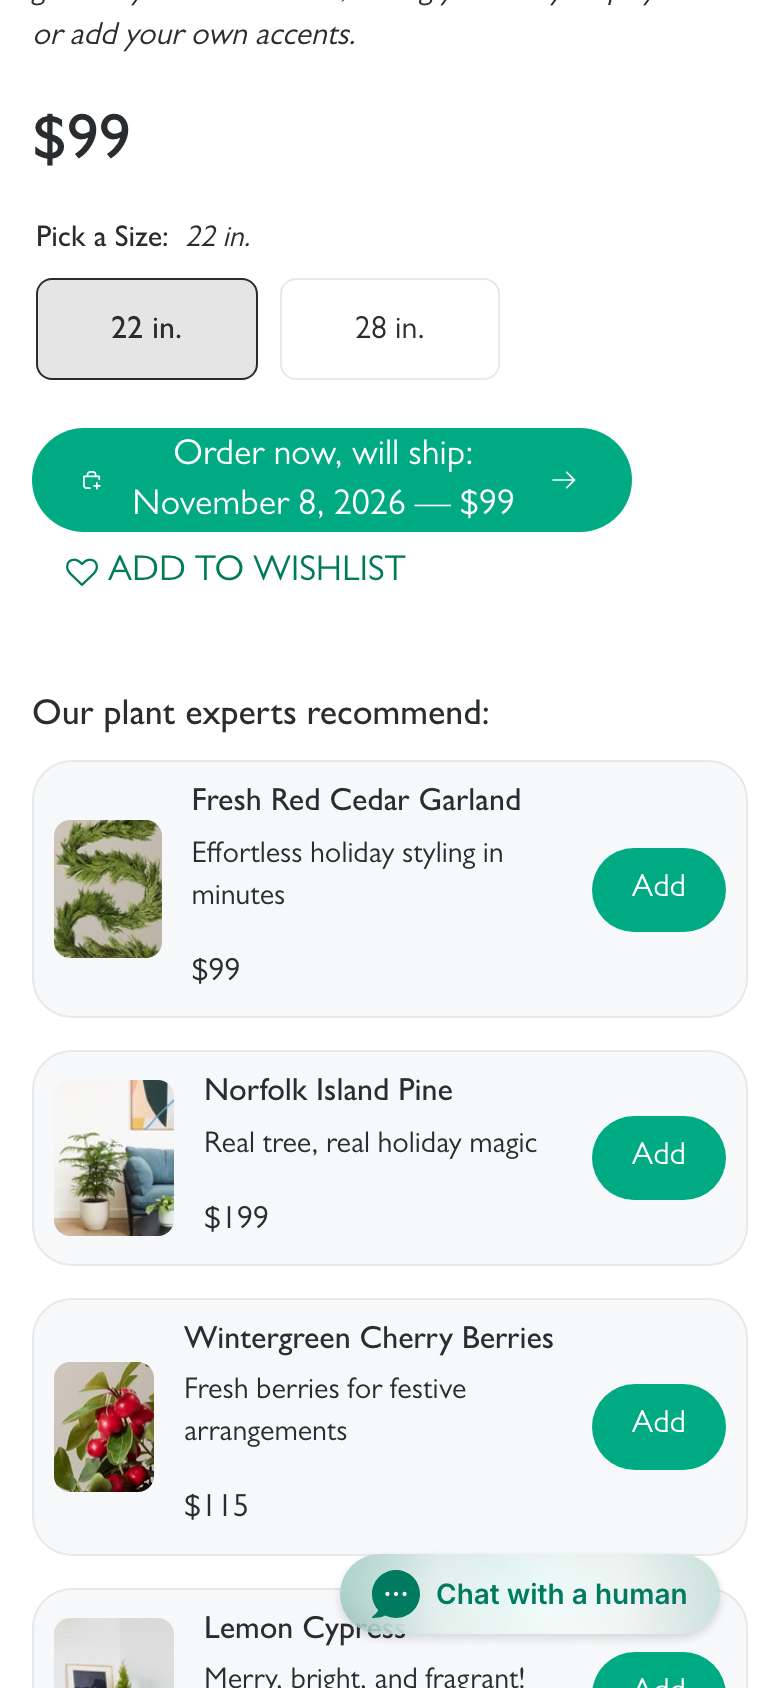 or add your own accents.
$99
Pick a Size: 22 in.
22 in.
28 in.
Order now, will ship:
November 8, 2026 — $99
ADD TO WISHLIST
Our plant experts recommend:
Fresh Red Cedar Garland
Effortless holiday styling in
minutes
$99
Add
Norfolk Island Pine
Real tree, real holiday magic
$199
Add
Wintergreen Cherry Berries
Fresh berries for festive
arrangements
$115
Add
Chat with a human
Lemon Cypress
Merry, bright, and fragrant!
Add